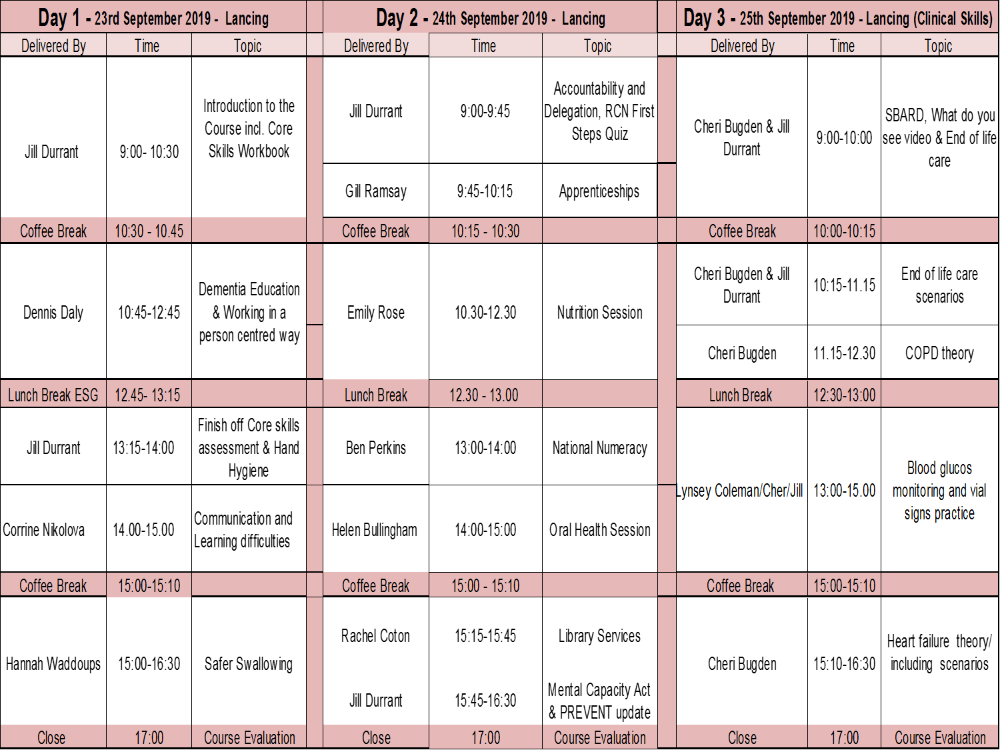 Day 1 - 23rd September 2019 -  Lancing
Delivered By Time Topic
Jill Durrant 9:00- 10:30 Introduction to the
Course incl. Core
Skills Workbook
Coffee Break 10:30 - 10.45
Dennis Daly 10:45-12:45 Dementia Education
& Working in a
person centred way
Lunch Break ESG 12.45- 13:15
Jill Durrant 13:15-14:00 Finish off Core skills
assessment & Hand
Hygiene
Corrine Nikolova 14.00-15.00 Communication and
Learning difficulties
Coffee Break 15:00-15:10
Hannah Waddoups 15:00-16:30 Safer Swallowing
Close 17:00 Course Evaluation
Day 2 - 24th September 2019 -  Lancing
Delivered By Time Topic
Jill Durrant 9:00-9:45 Accountability and
Delegation, RCN First
Steps Quiz
Gill Ramsay 9:45-10:15 Apprenticeships
Coffee Break 10:15 - 10:30
Emily Rose 10.30-12.30 Nutrition Session
Lunch Break 12.30 - 13.00
Ben Perkins 13:00-14:00 National Numeracy
Helen Bullingham 14:00-15:00 Oral Health Session
Coffee Break 15:00 - 15:10
Rachel Coton 15:15-15:45 Library Services
Jill Durrant 15:45-16:30 Mental Capacity Act
& PREVENT update
Close 17:00 Course Evaluation
Day 3 - 25th September 2019 - Lancing (Clinical Skills)
Delivered By Time Topic
Cheri Bugden & Jill
Durrant 9:00-10:00 SBARD, What do you
see video & End of life
care
Coffee Break 10:00-10:15
Cheri Bugden & Jill
Durrant 10:15-11.15 End of life care
scenarios
Cheri Bugden 11.15-12.30 COPD theory
Lunch Break 12:30-13:00
Lynsey Coleman/Cher/Jill 13:00-15.00 Blood glucos
monitoring and vial
signs practice
Coffee Break 15:00-15:10
Cheri Bugden 15:10-16:30 Heart failure  theory/
including  scenarios
Close 17:00 Course Evaluation